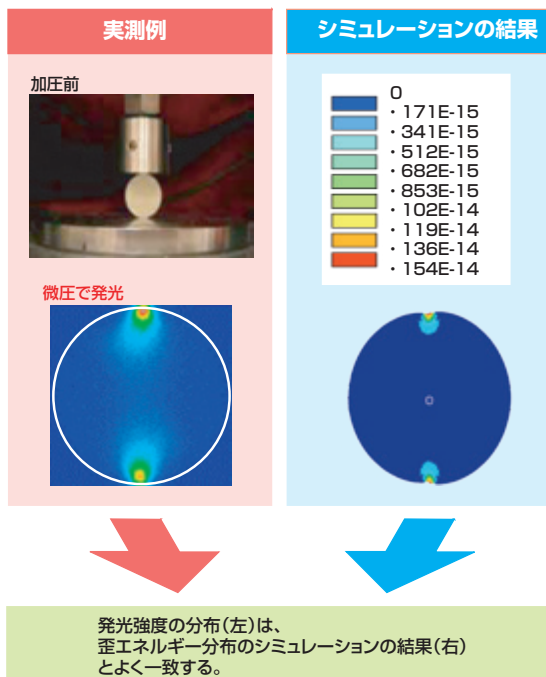 実測例
シミュレーションの結果
加圧前
微圧で発光
0
・171E-15
・341E-15
・512E-15
・682E-15
・853E-15
・102E-14
・119E-14
・136E-14
・154E-14
発光強度の分布(左)は、
歪エネルギー分布のシミュレーションの結果(右)
とよく一致する。